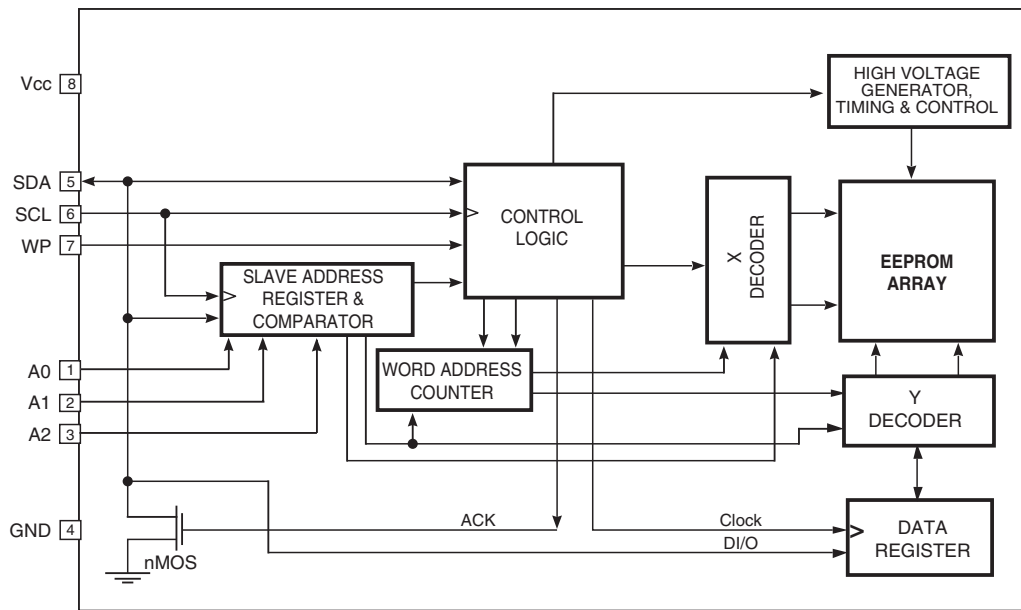 Vcc 8
HIGH VOLTAGE
GENERATOR,
TIMING & CONTROL
SDA 5
SCL 6
WP 7
CONTROL
LOGIC
X
DECODER
EEPROM
ARRAY
SLAVE ADDRESS
REGISTER &
COMPARATOR
A0 1
A1 2
A2 3
WORD ADDRESS
COUNTER
Y
DECODER
GND 4
nMOS
ACK
Clock
DI/O
DATA
REGISTER